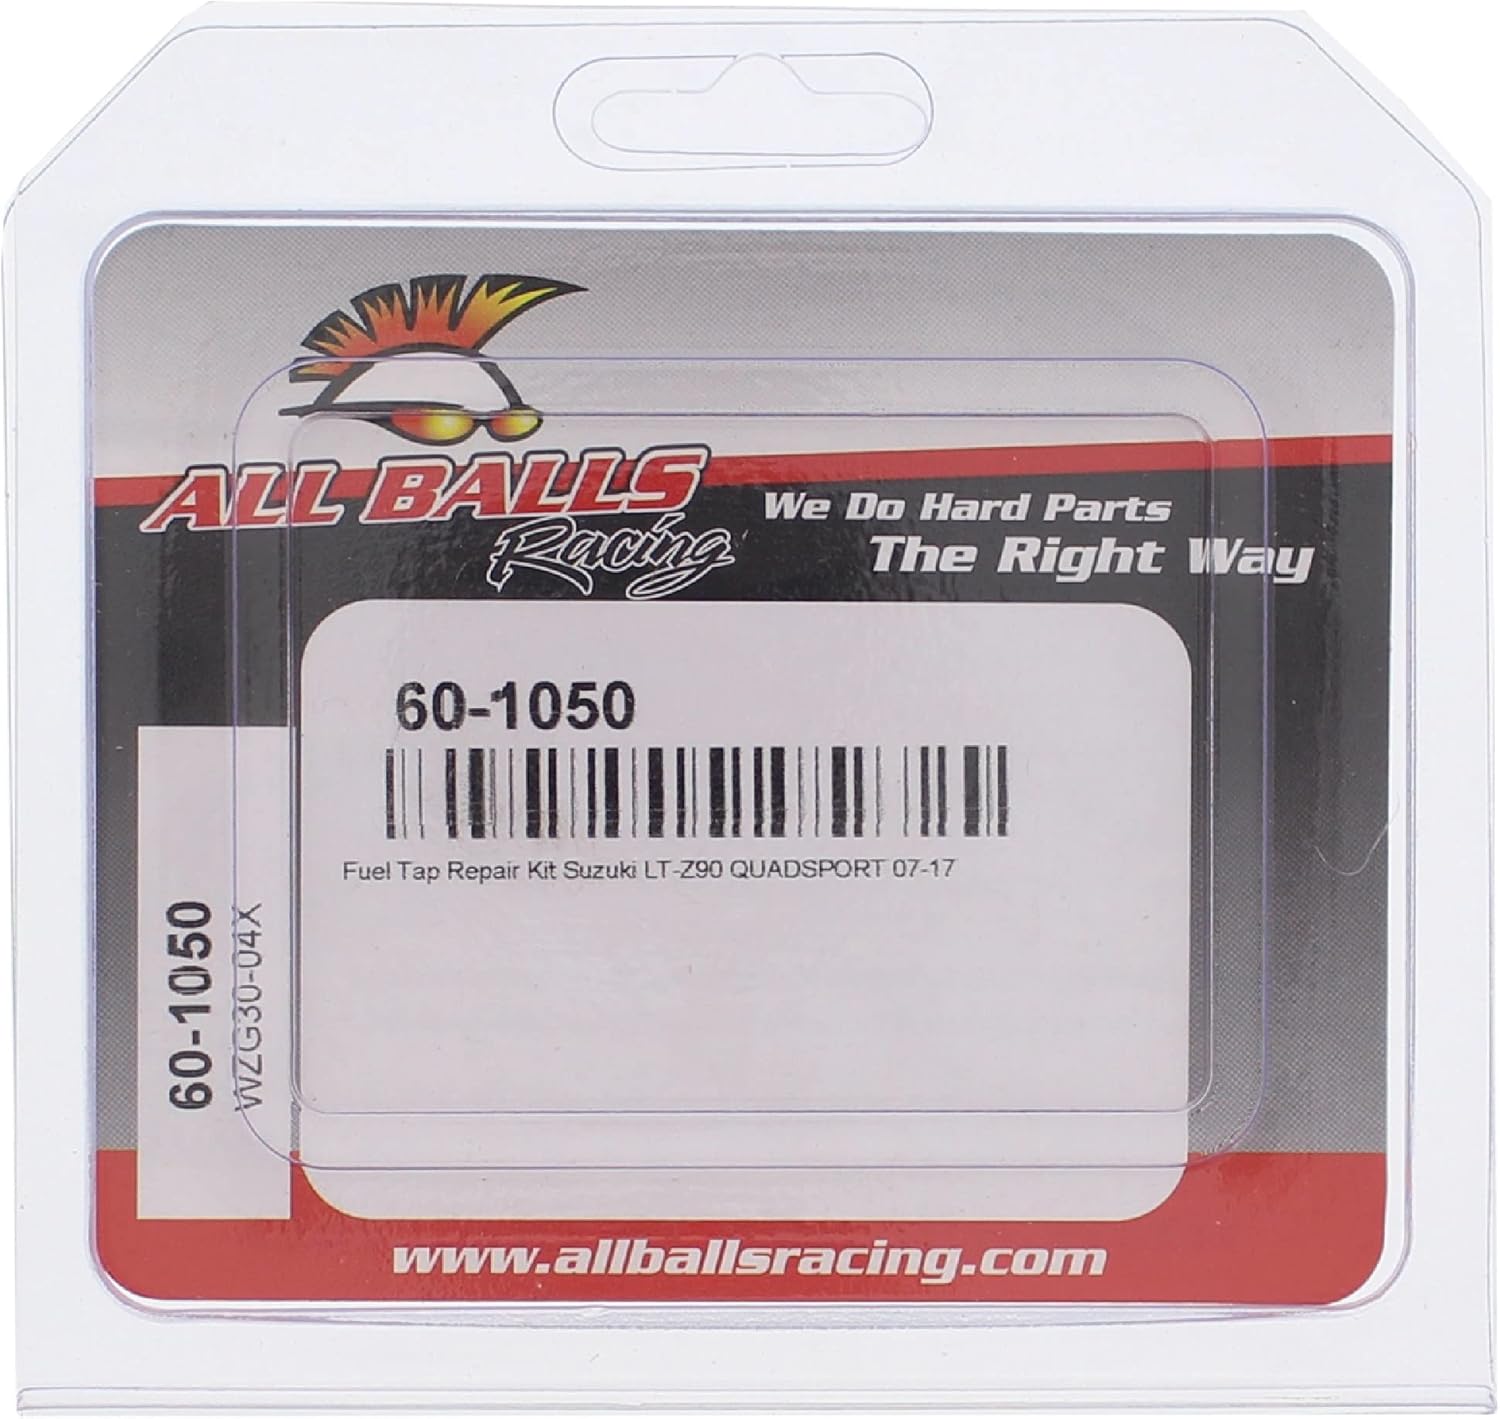 ALL BALLS
Racing
We Do Hard Parts
The Right Way
60-1050
Fuel Tap Repair Kit Suzuki LT-Z90 QUADSPORT 07-17
60-1050
WZG30-04X
www.allballsracing.com